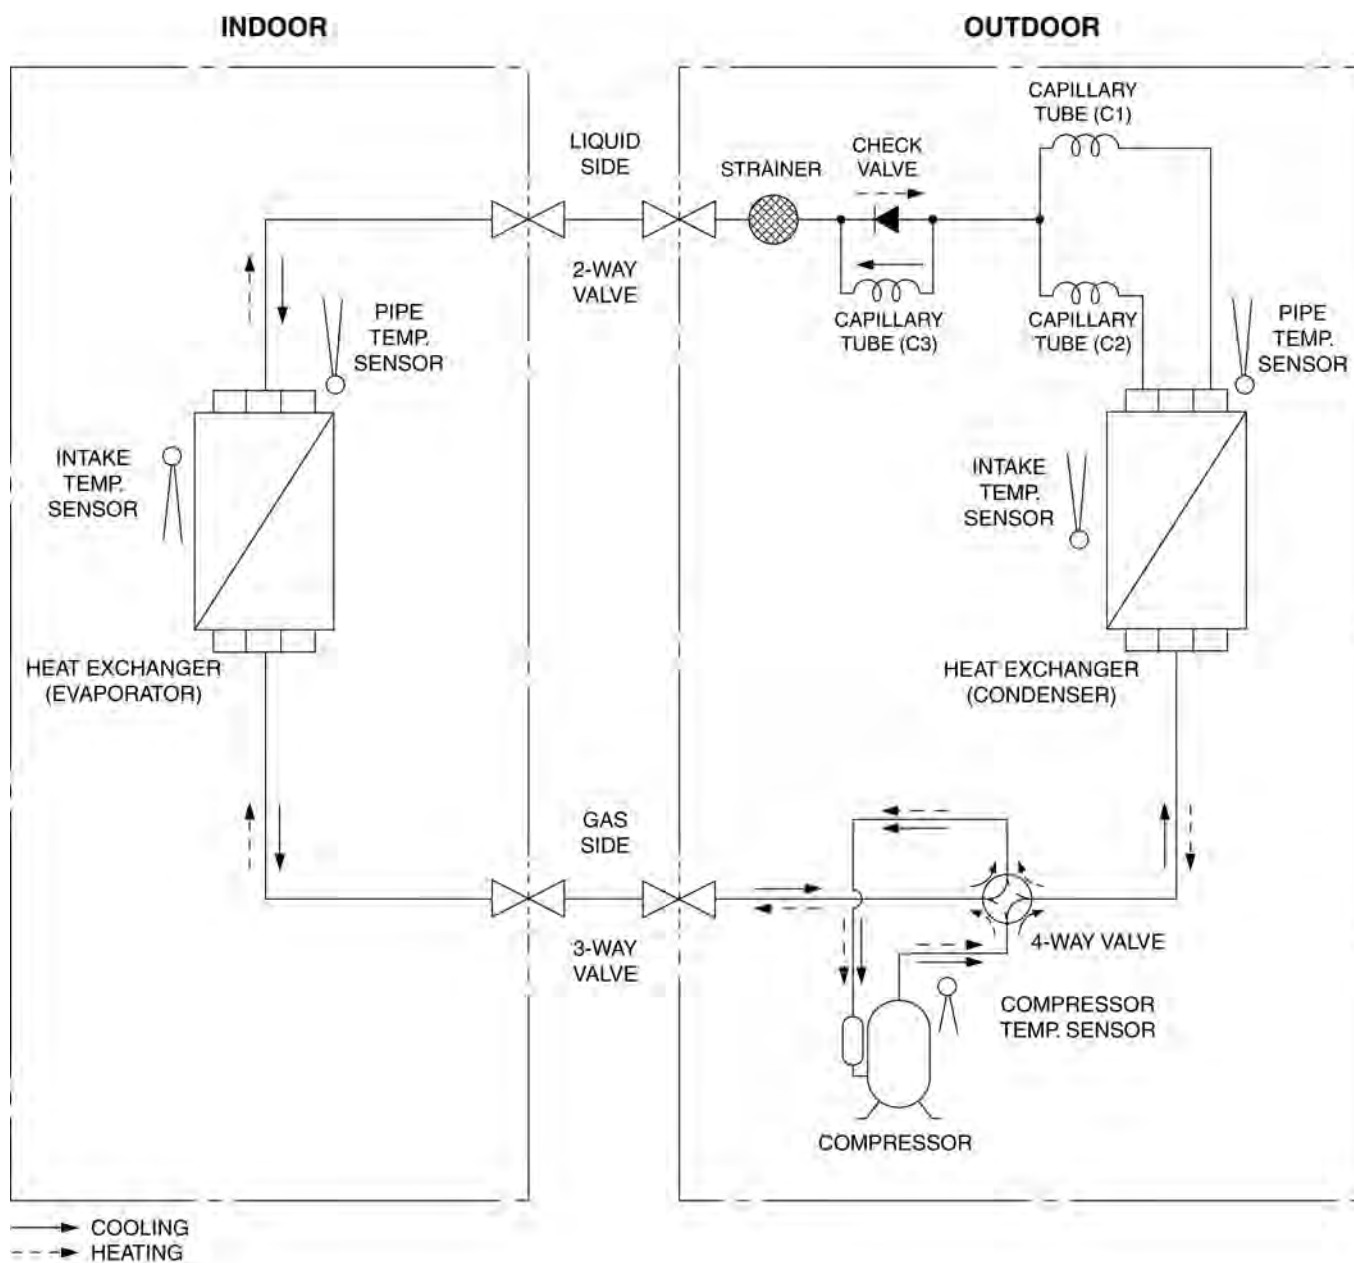 INDOOR
OUTDOOR
CAPILLARY
TUBE (C1)
LIQUID
SIDE
STRAINER
CHECK
VALVE
2-WAY
VALVE
PIPE
TEMP.
SENSOR
CAPILLARY
TUBE (C3)
CAPILLARY
TUBE (C2)
PIPE
TEMP.
SENSOR
INTAKE
TEMP.
SENSOR
INTAKE
TEMP.
SENSOR
HEAT EXCHANGER
(EVAPORATOR)
HEAT EXCHANGER
(CONDENSER)
GAS
SIDE
3-WAY
VALVE
4-WAY VALVE
COMPRESSOR
TEMP. SENSOR
COMPRESSOR
COOLING
HEATING